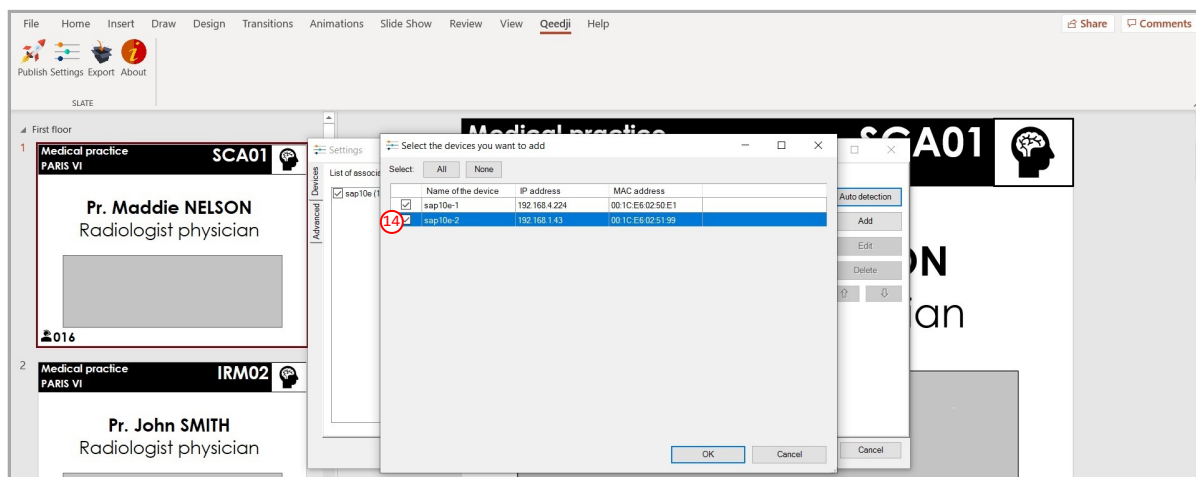 File Home Insert Draw Design Transitions Animations Slide Show Review View Qeedji Help Share Comments
Publish Settings Export About
SLATE
First floor
1
Medical practice
PARIS VI
SCA01
Pr. Maddie NELSON
Radiologist physician
016
2
Medical practice
PARIS VI
IRM02
Pr. John SMITH
Radiologist physician
Settings
Devices
Advanced
List of associe
sap10e (1
Select the devices you want to add
Select: All None
Name of the device IP address MAC address
sap10e-1 192.168.4.224 00:1C:E6:02:50:E1
14
sap10e-2 192.168.1.43 00:1C:E6:02:51:99
OK Cancel
Auto detection
Add
Edit
Delete
Cancel
Medical practice
SCA01
ON
ian